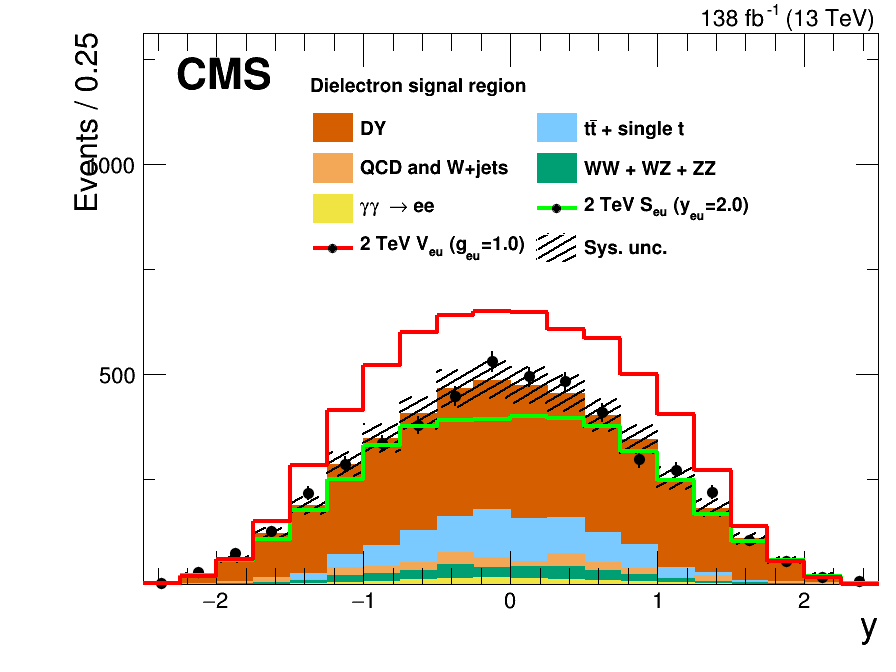 138 fb⁻¹ (13 TeV)
CMS
Dielectron signal region
DY
tt̄ + single t
QCD and W+jets
WW + WZ + ZZ
γγ → ee
2 TeV S_eu (y_eu=2.0)
2 TeV V_eu (g_eu=1.0)
Sys. unc.
Events / 0.25
1000
500
−2 −1 0 1 2
y